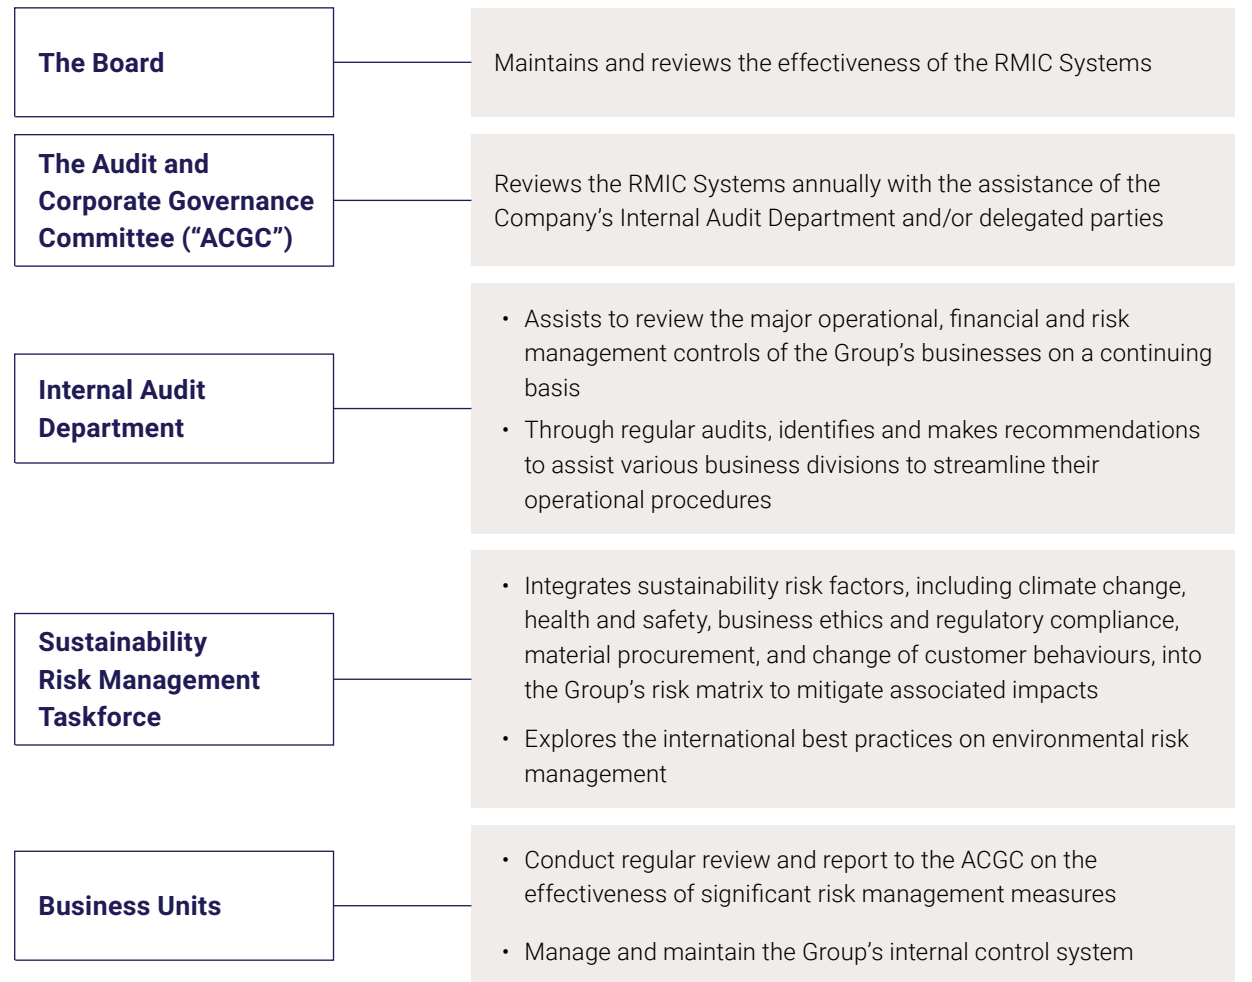 The Board
Maintains and reviews the effectiveness of the RMIC Systems
The Audit and
Corporate Governance
Committee (“ACGC”)
Reviews the RMIC Systems annually with the assistance of the
Company’s Internal Audit Department and/or delegated parties
Internal Audit
Department
• Assists to review the major operational, financial and risk
management controls of the Group’s businesses on a continuing
basis
• Through regular audits, identifies and makes recommendations
to assist various business divisions to streamline their
operational procedures
Sustainability
Risk Management
Taskforce
• Integrates sustainability risk factors, including climate change,
health and safety, business ethics and regulatory compliance,
material procurement, and change of customer behaviours, into
the Group’s risk matrix to mitigate associated impacts
• Explores the international best practices on environmental risk
management
Business Units
• Conduct regular review and report to the ACGC on the
effectiveness of significant risk management measures
• Manage and maintain the Group’s internal control system